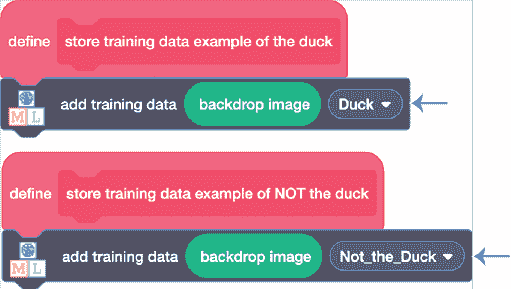 define store training data example of the duck
ML add training data backdrop image Duck
define store training data example of NOT the duck
ML add training data backdrop image Not_the_Duck